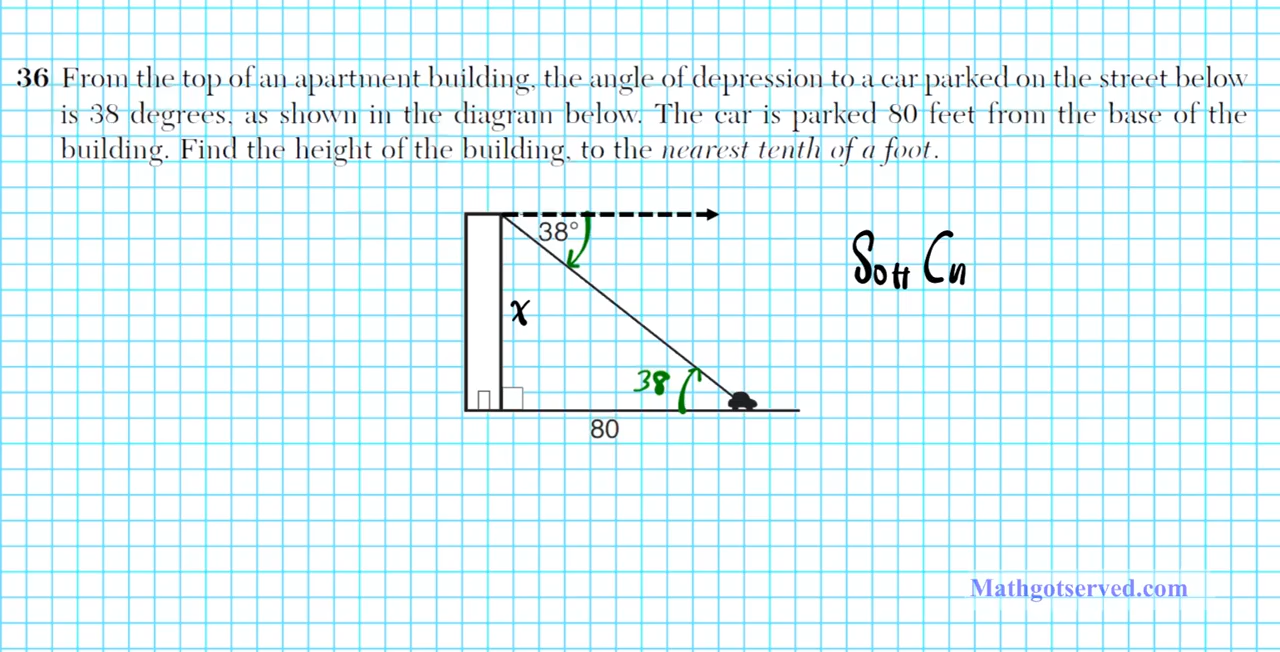 36 From the top of an apartment building, the angle of depression to a car parked on the street below
is 38 degrees, as shown in the diagram below. The car is parked 80 feet from the base of the
building. Find the height of the building, to the nearest tenth of a foot.
38°
x
38
80
SOH Cn
Mathgotserved.com